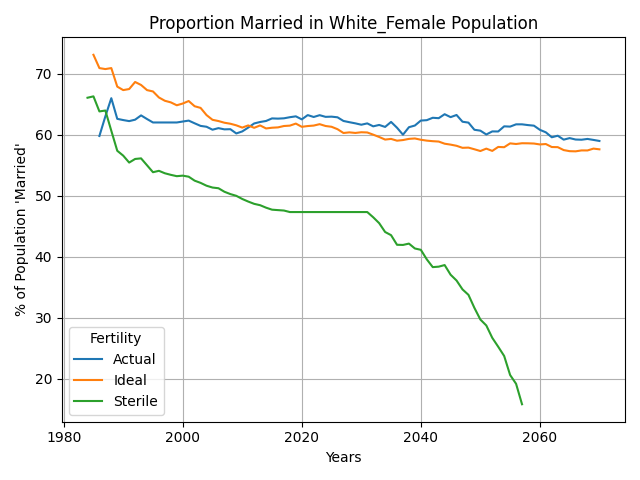 Proportion Married in White_Female Population
% of Population 'Married'
70
60
50
40
30
20
Fertility
Actual
Ideal
Sterile
1980
2000
2020
2040
2060
Years